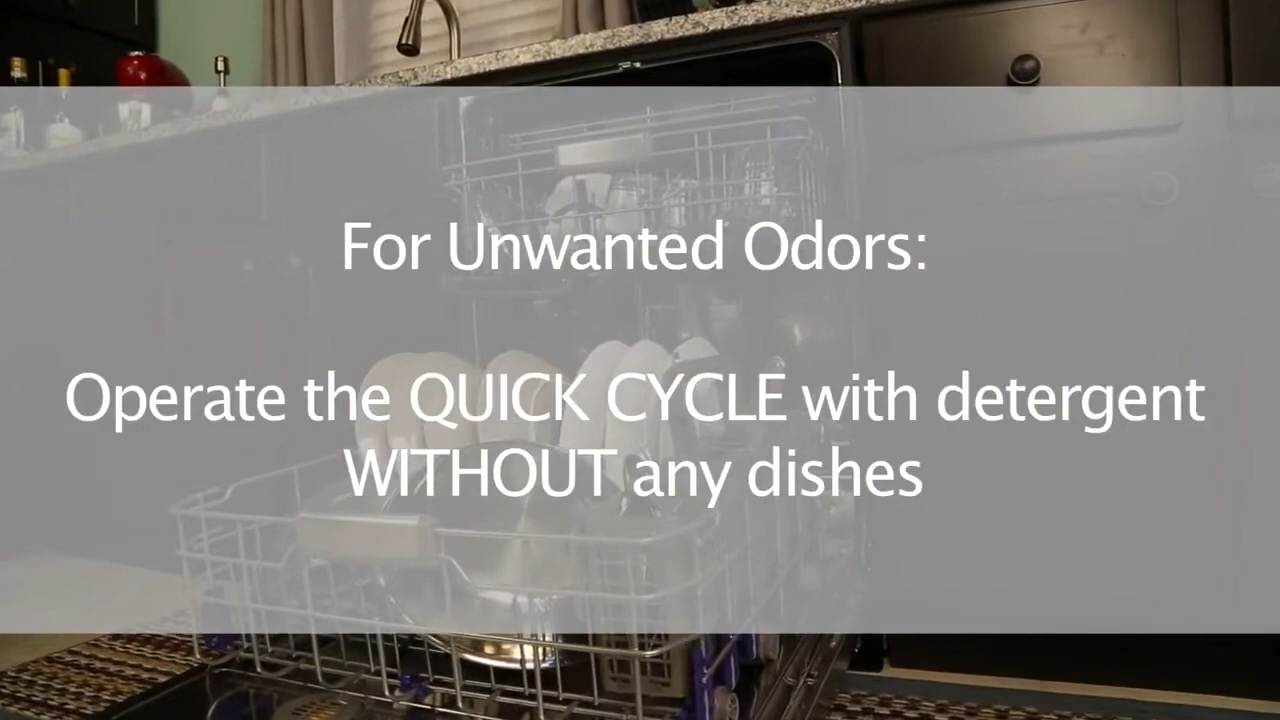 For Unwanted Odors:
Operate the QUICK CYCLE with detergent
WITHOUT any dishes